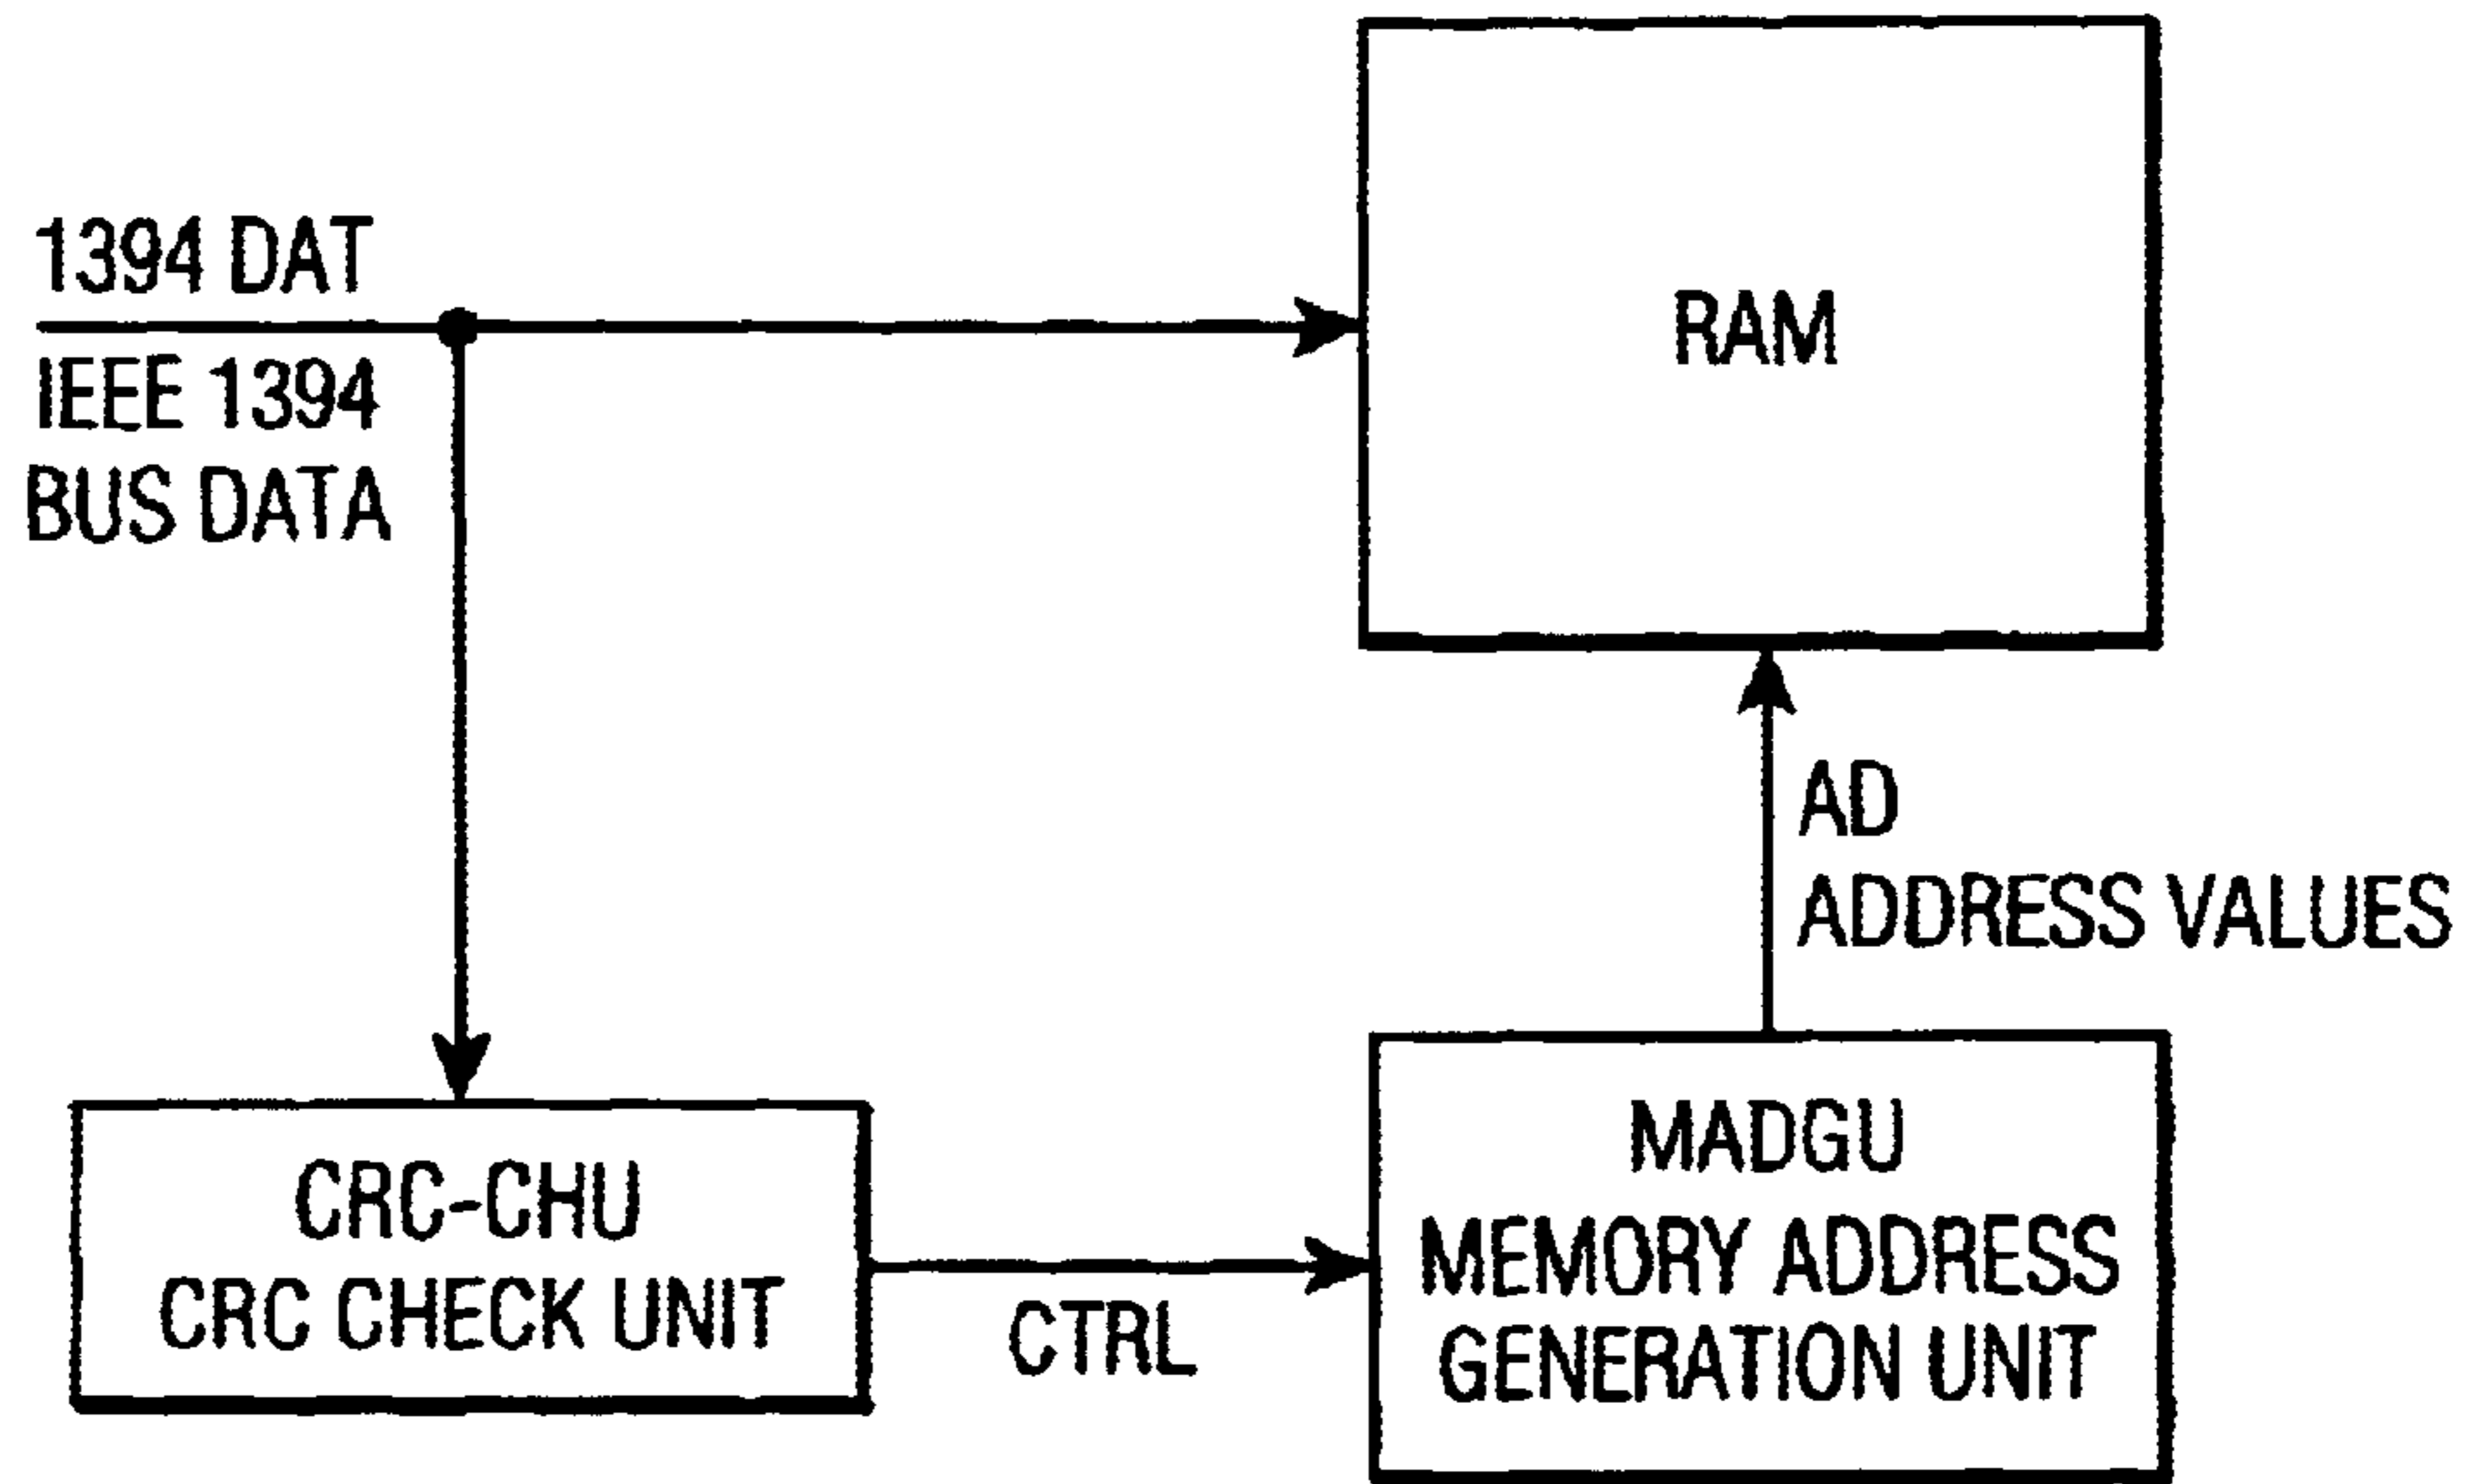 1394 DAT
IEEE 1394
BUS DATA
RAM
AD
ADDRESS VALUES
CRC-CHU
CRC CHECK UNIT
CTRL
MADGU
MEMORY ADDRESS
GENERATION UNIT